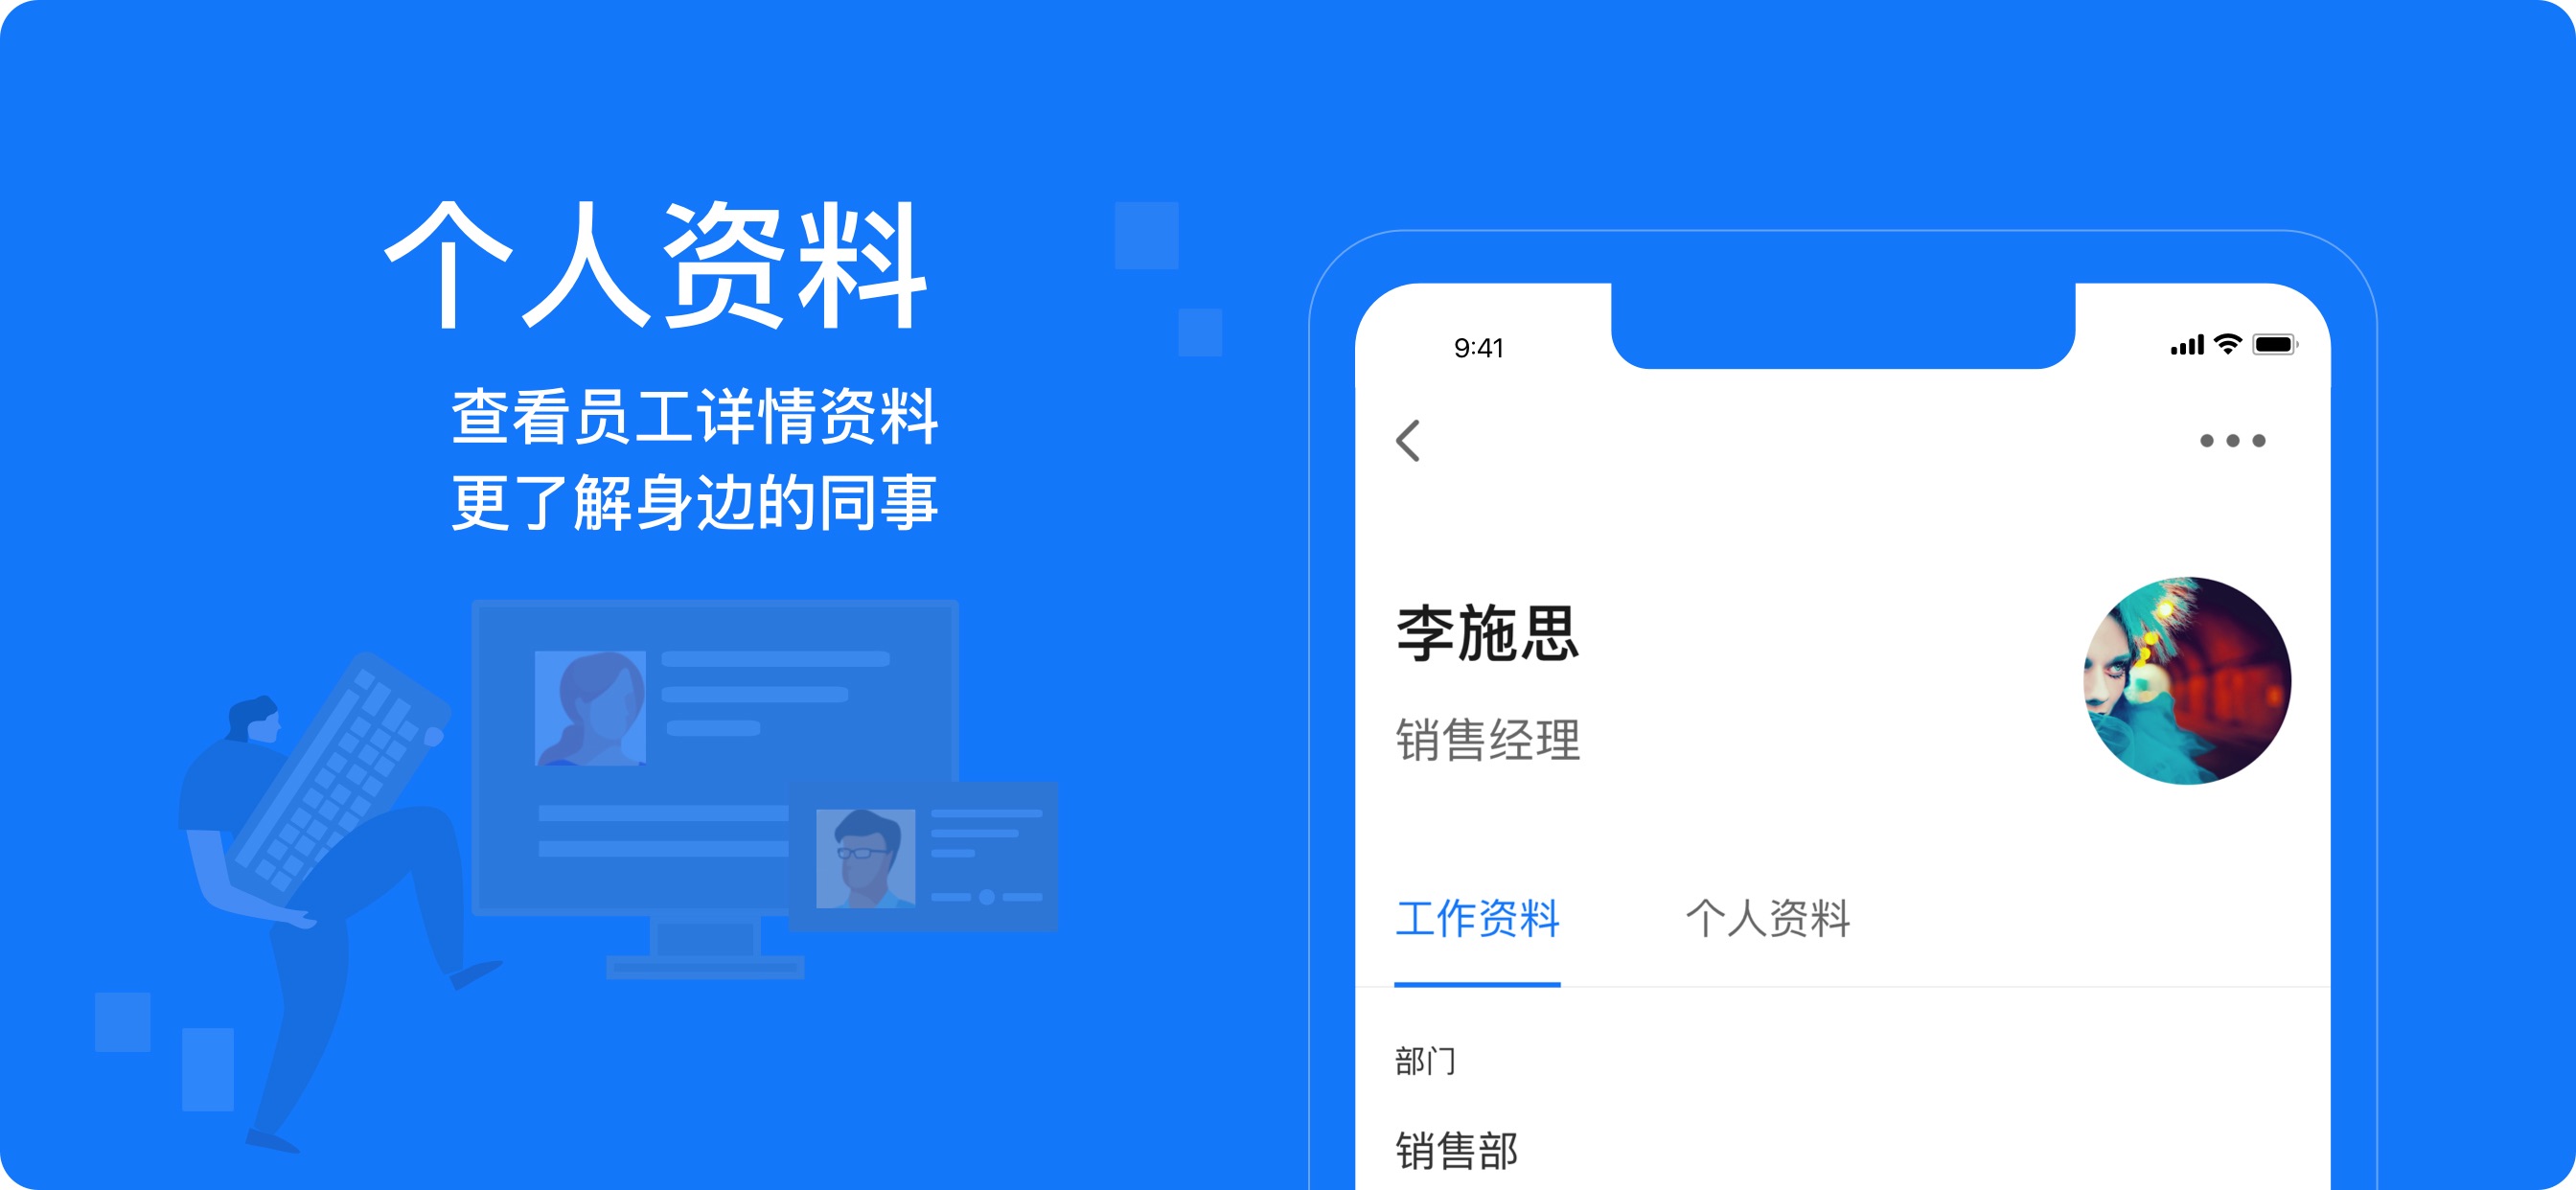 个人资料
查看员工详情资料
更了解身边的同事
9:41
李施思
销售经理
工作资料 个人资料
部门
销售部